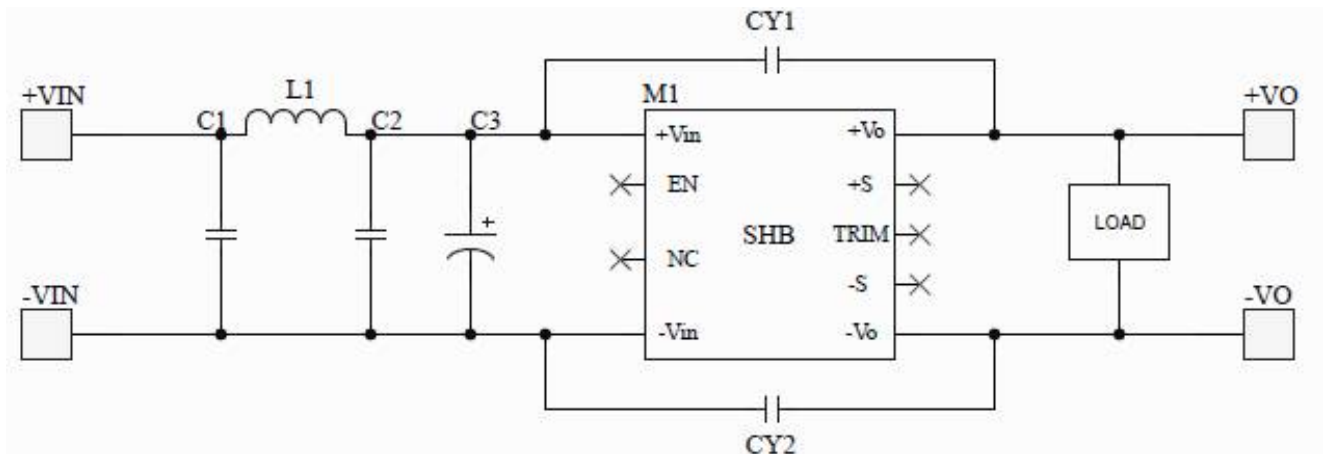 CY1
+VIN
L1
M1
+VO
C1
C2
C3
+Vin
+Vo
EN
+S
+
SHB
TRIM
LOAD
NC
-S
-VIN
-Vin
-Vo
-VO
CY2